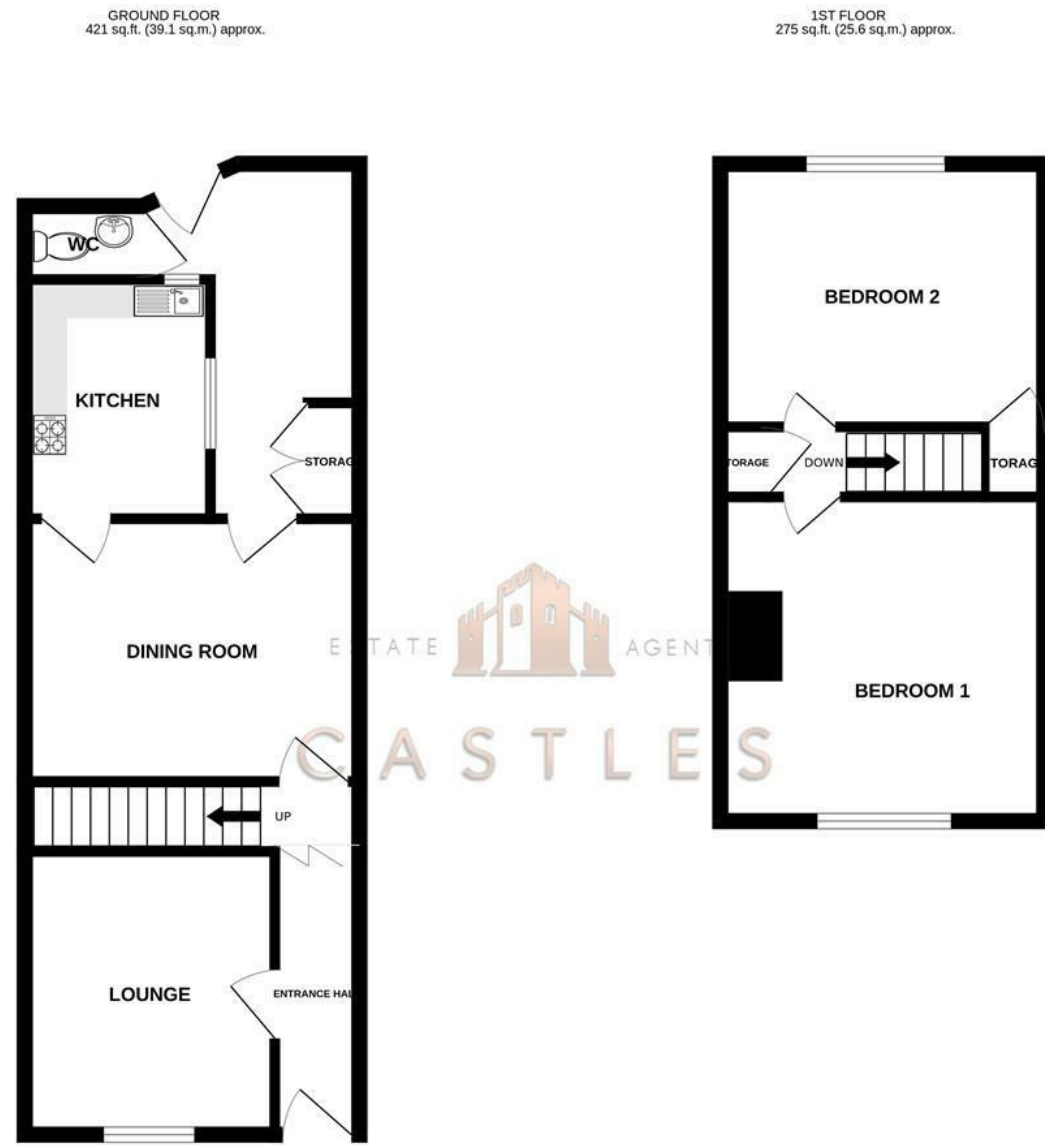 GROUND FLOOR
421 sq.ft. (39.1 sq.m.) approx.
1ST FLOOR
275 sq.ft. (25.6 sq.m.) approx.
WC
KITCHEN
STORAG
DINING ROOM
UP
LOUNGE
ENTRANCE HAL
BEDROOM 2
TORAGE
DOWN
TORAG
BEDROOM 1
ESTATE AGENT
CASTLES